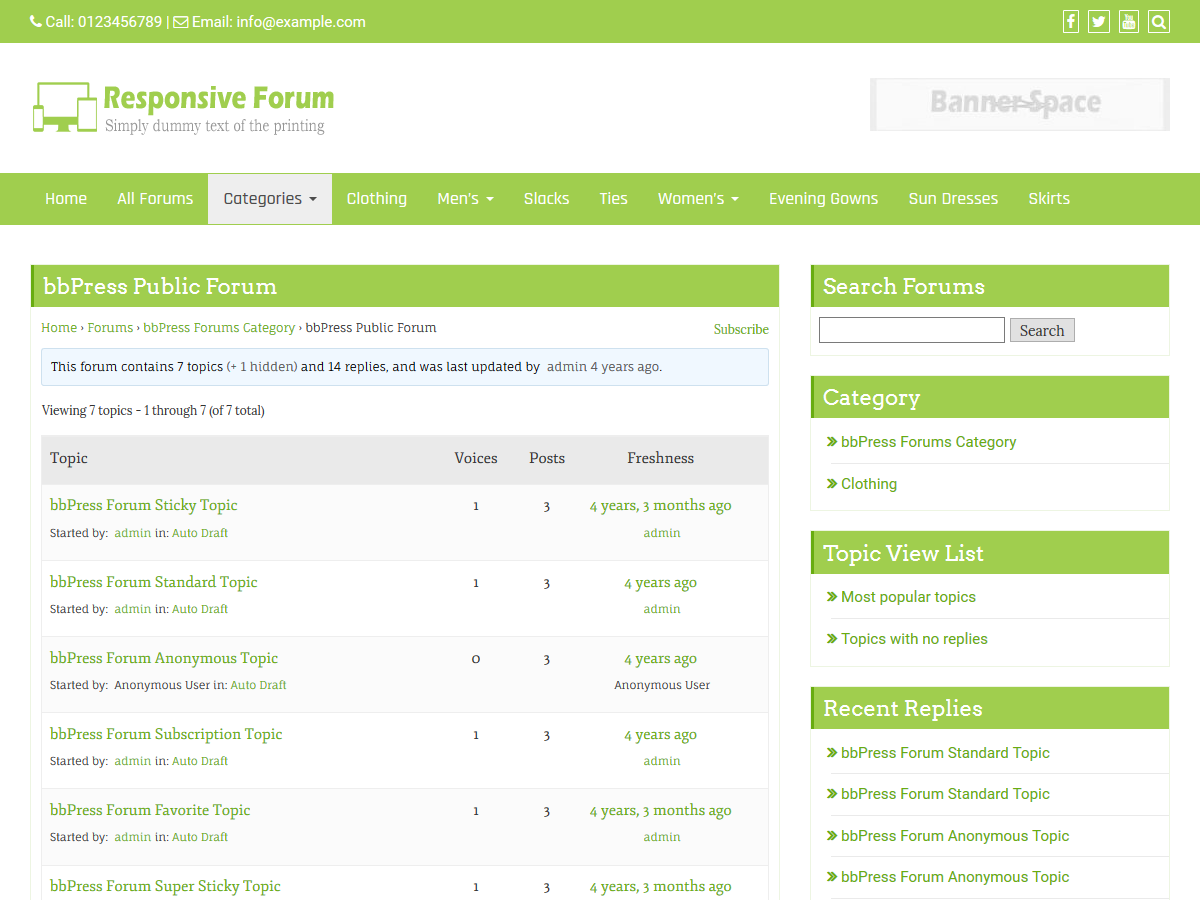 Call: 0123456789 | Email: info@example.com
Responsive Forum
Simply dummy text of the printing
Banner Space
Home All Forums Categories Clothing Men's Slacks Ties Women's Evening Gowns Sun Dresses Skirts
bbPress Public Forum
Home › Forums › bbPress Forums Category › bbPress Public Forum
Subscribe
This forum contains 7 topics (+ 1 hidden) and 14 replies, and was last updated by admin 4 years ago.
Viewing 7 topics - 1 through 7 (of 7 total)
Topic Voices Posts Freshness
bbPress Forum Sticky Topic 1 3 4 years, 3 months ago
Started by: admin in: Auto Draft admin
bbPress Forum Standard Topic 1 3 4 years ago
Started by: admin in: Auto Draft admin
bbPress Forum Anonymous Topic 0 3 4 years ago
Started by: Anonymous User in: Auto Draft Anonymous User
bbPress Forum Subscription Topic 1 3 4 years ago
Started by: admin in: Auto Draft admin
bbPress Forum Favorite Topic 1 3 4 years, 3 months ago
Started by: admin in: Auto Draft admin
bbPress Forum Super Sticky Topic 1 3 4 years, 3 months ago
Search Forums
Search
Category
bbPress Forums Category
Clothing
Topic View List
Most popular topics
Topics with no replies
Recent Replies
bbPress Forum Standard Topic
bbPress Forum Standard Topic
bbPress Forum Anonymous Topic
bbPress Forum Anonymous Topic